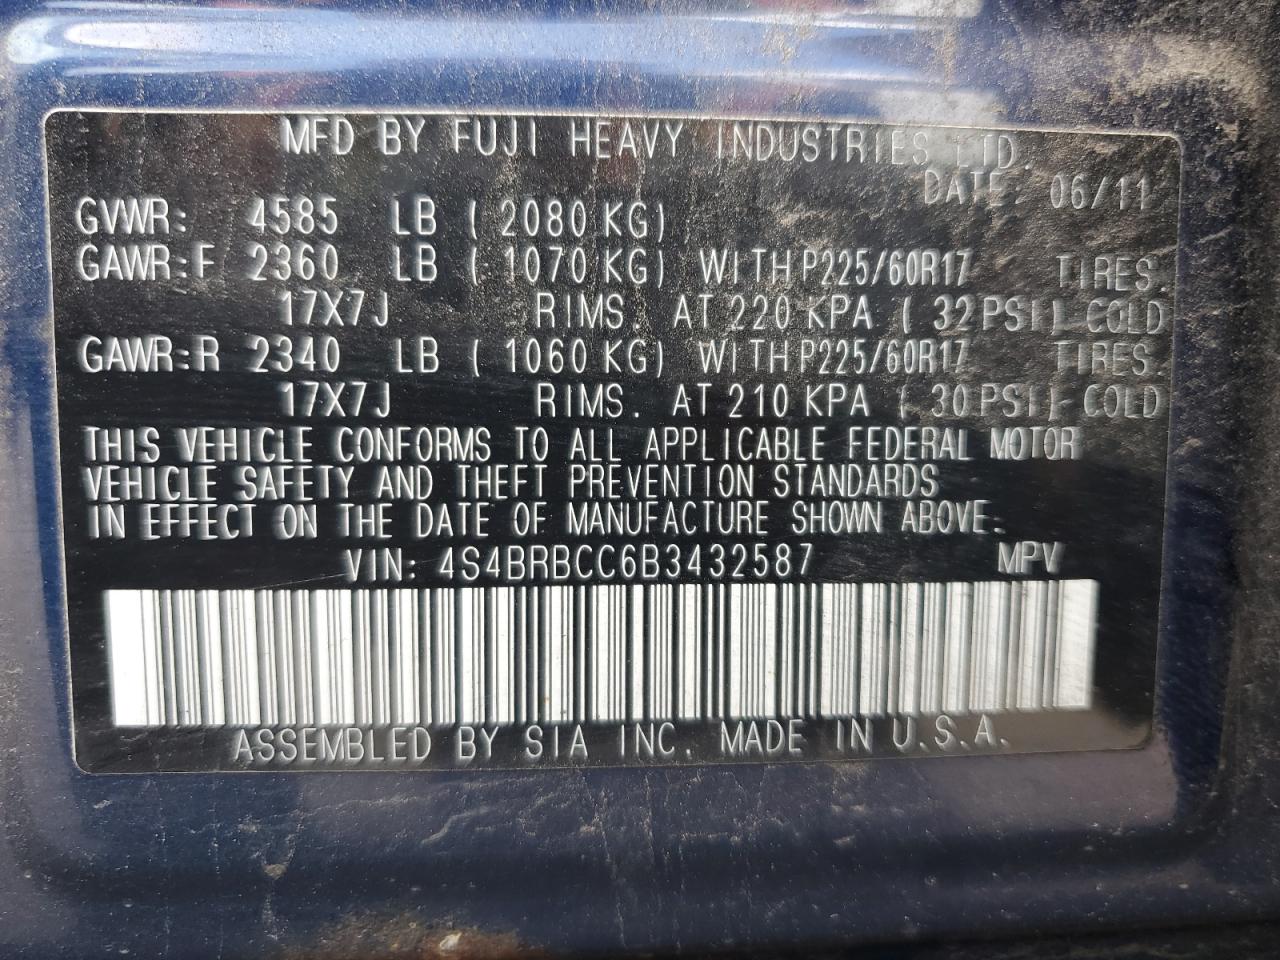 MFD BY FUJI HEAVY INDUSTRIES LTD.
DATE. 06/11
GVWR: 4585 LB ( 2080 KG)
GAWR:F 2360 LB ( 1070 KG) WITH P225/60R17 TIRES.
17X7J RIMS. AT 220 KPA ( 32PSI) COLD
GAWR:R 2340 LB ( 1060 KG) WITH P225/60R17 TIRES.
17X7J RIMS. AT 210 KPA ( 30PSI) COLD
THIS VEHICLE CONFORMS TO ALL APPLICABLE FEDERAL MOTOR
VEHICLE SAFETY AND THEFT PREVENTION STANDARDS
IN EFFECT ON THE DATE OF MANUFACTURE SHOWN ABOVE.
VIN: 4S4BRBCC6B3432587 MPV
ASSEMBLED BY SIA INC. MADE IN U.S.A.